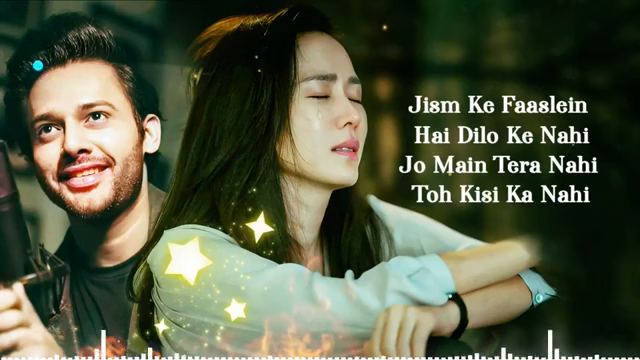 Jism Ke Faaslein
Hai Dilo Ke Nahi
Jo Main Tera Nahi
Toh Kisi Ka Nahi